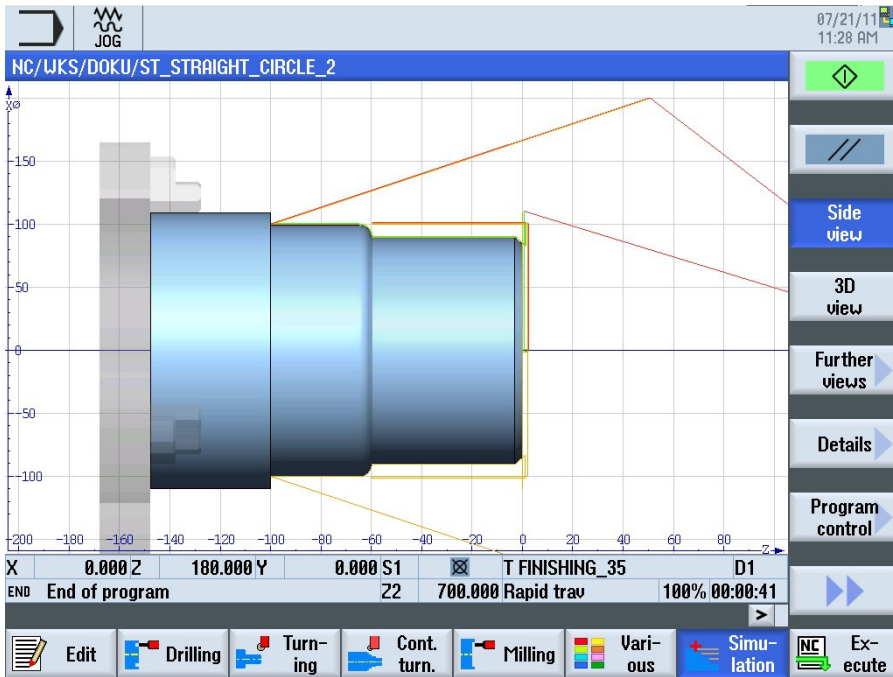 07/21/11
11:28 AM
JOG
NC/WKS/DOKU/ST_STRAIGHT_CIRCLE_2
XØ
150
100
50
0
-50
-100
-200 -180 -160 -140 -120 -100 -80 -60 -40 -20 0 20 40 60 80 Z
Side
view
3D
view
Further
views
Details
Program
control
X 0.000 Z 180.000 Y 0.000 S1 T FINISHING_35 D1
END End of program Z2 700.000 Rapid trav 100% 00:00:41
>
Edit
Drilling
Turn-
ing
Cont.
turn.
Milling
Vari-
ous
Simu-
lation
NC
Ex-
ecute